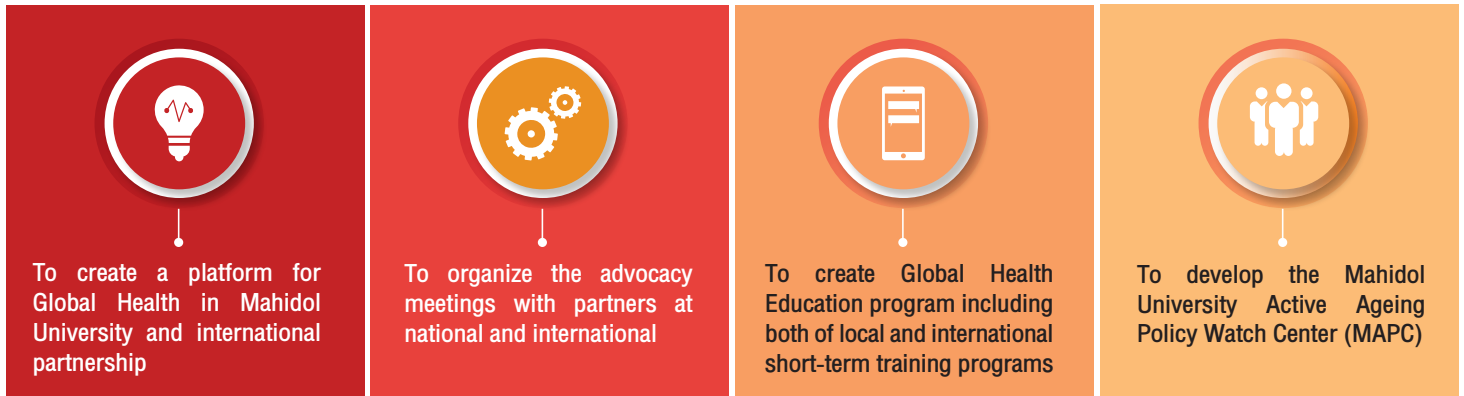 To create a platform for
Global Health in Mahidol
University and international
partnership
To organize the advocacy
meetings with partners at
national and international
To create Global Health
Education program including
both of local and international
short-term training programs
To develop the Mahidol
University Active Ageing
Policy Watch Center (MAPC)